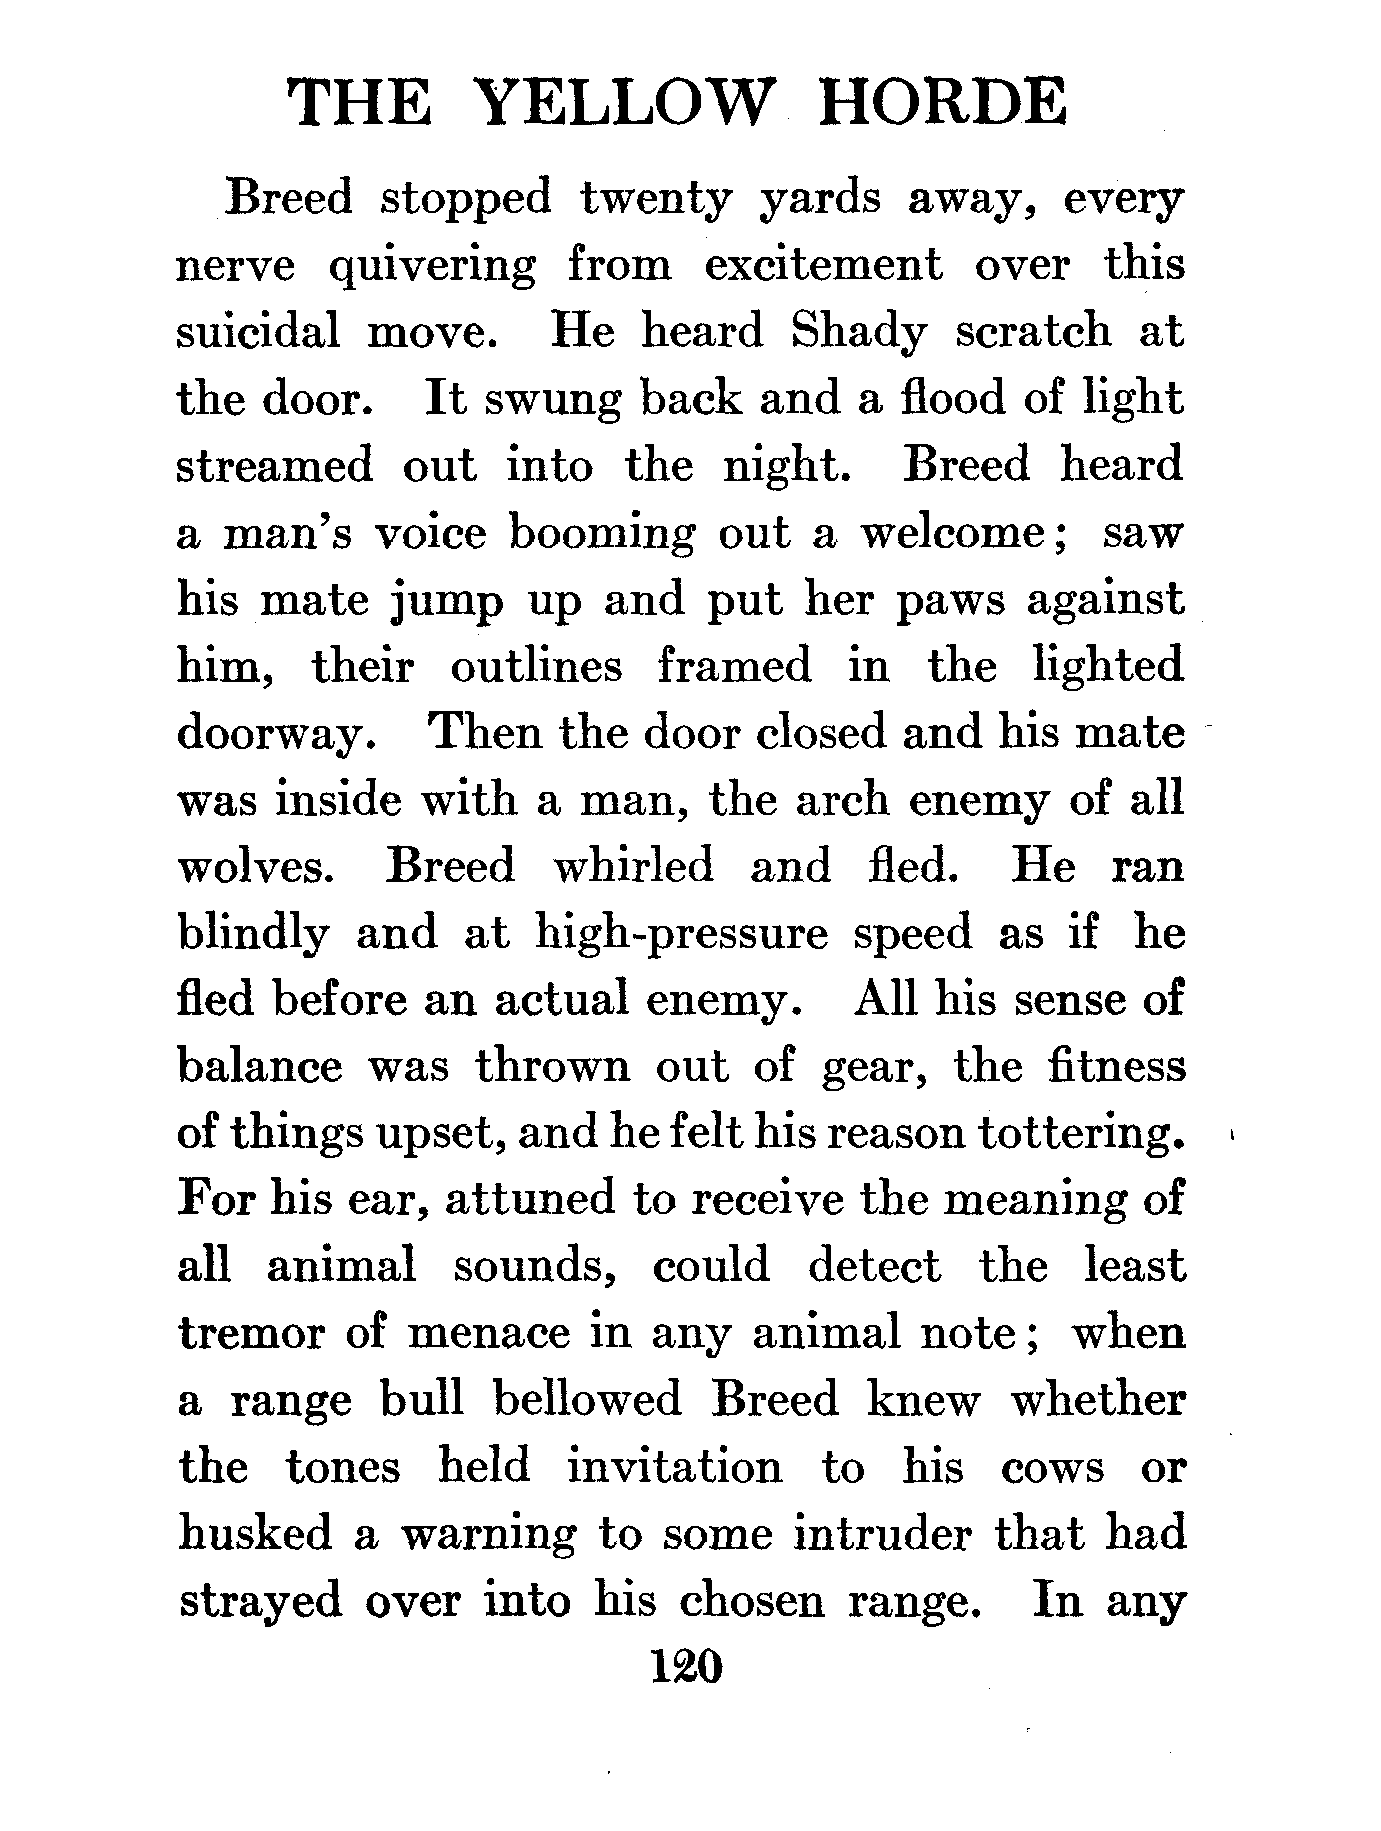 THE YELLOW HORDE
Breed stopped twenty yards away, every
nerve quivering from excitement over this
suicidal move. He heard Shady scratch at
the door. It swung back and a flood of light
streamed out into the night. Breed heard
a man's voice booming out a welcome; saw
his mate jump up and put her paws against
him, their outlines framed in the lighted
doorway. Then the door closed and his mate
was inside with a man, the arch enemy of all
wolves. Breed whirled and fled. He ran
blindly and at high-pressure speed as if he
fled before an actual enemy. All his sense of
balance was thrown out of gear, the fitness
of things upset, and he felt his reason tottering.
For his ear, attuned to receive the meaning of
all animal sounds, could detect the least
tremor of menace in any animal note; when
a range bull bellowed Breed knew whether
the tones held invitation to his cows or
husked a warning to some intruder that had
strayed over into his chosen range. In any
120